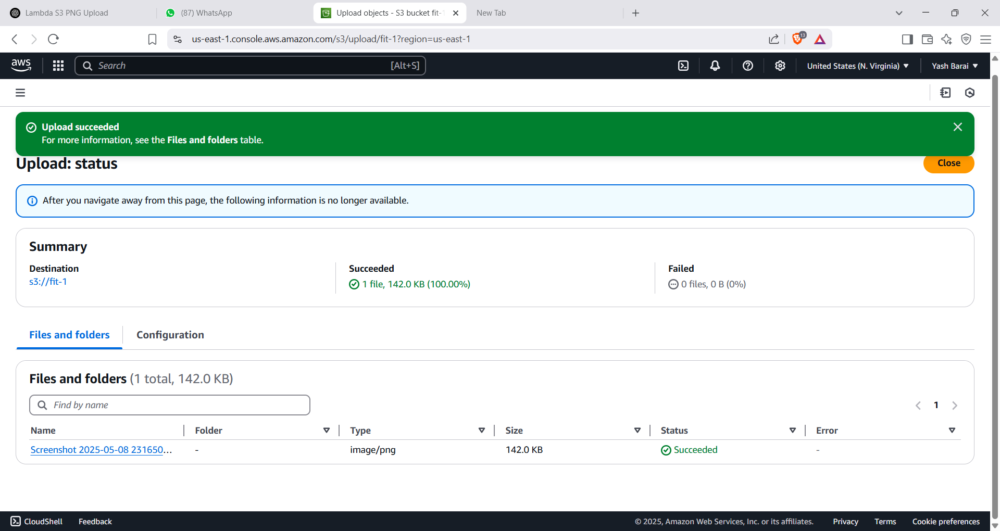 Lambda S3 PNG Upload
(87) WhatsApp
Upload objects - S3 bucket fit-1
New Tab
us-east-1.console.aws.amazon.com/s3/upload/fit-1?region=us-east-1
13
aws
Search
[Alt+S]
United States (N. Virginia)
Yash Barai
Upload succeeded
For more information, see the Files and folders table.
Upload: status
Close
After you navigate away from this page, the following information is no longer available.
Summary
Destination
s3://fit-1
Succeeded
1 file, 142.0 KB (100.00%)
Failed
0 files, 0 B (0%)
Files and folders
Configuration
Files and folders (1 total, 142.0 KB)
Find by name
1
Name
Folder
Type
Size
Status
Error
Screenshot 2025-05-08 231650...
-
image/png
142.0 KB
Succeeded
-
CloudShell
Feedback
© 2025, Amazon Web Services, Inc. or its affiliates.
Privacy
Terms
Cookie preferences